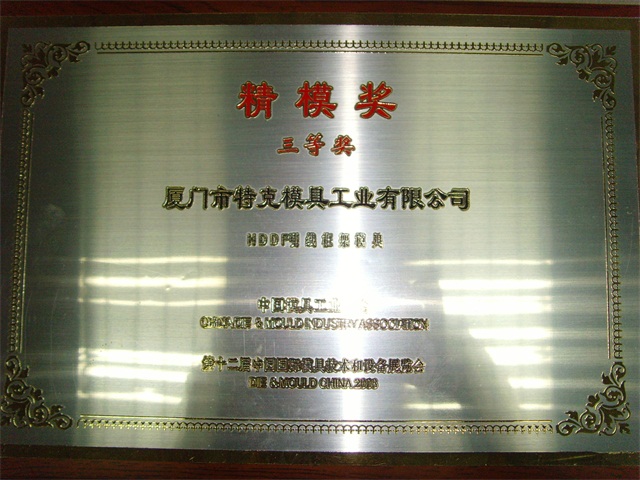 精模奖
三等奖
厦门市特克模具工业有限公司
HDDF引线框架模具
中国模具工业
CHINA DIE & MOULD INDUSTRY ASSOCIATION
第十二届中国国际模具技术和设备展览会
DIE & MOULD CHINA 2008